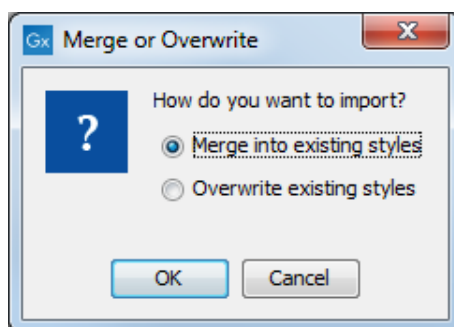 Gx Merge or Overwrite
X
How do you want to import?
?
Merge into existing styles
Overwrite existing styles
OK Cancel